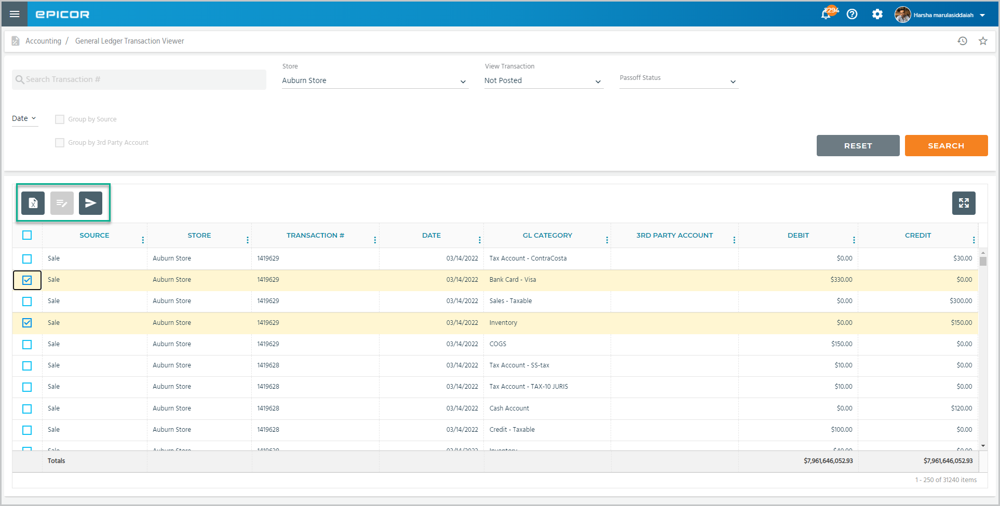 EPICOR
2294
Harsha marulasiddaiah
Accounting / General Ledger Transaction Viewer
Search Transaction #
Store
Auburn Store
View Transaction
Not Posted
Passoff Status
Date
Group by Source
Group by 3rd Party Account
RESET
SEARCH
SOURCE STORE TRANSACTION # DATE GL CATEGORY 3RD PARTY ACCOUNT DEBIT CREDIT
Sale Auburn Store 1419629 03/14/2022 Tax Account - ContraCosta $0.00 $30.00
Sale Auburn Store 1419629 03/14/2022 Bank Card - Visa $330.00 $0.00
Sale Auburn Store 1419629 03/14/2022 Sales - Taxable $0.00 $300.00
Sale Auburn Store 1419629 03/14/2022 Inventory $0.00 $150.00
Sale Auburn Store 1419629 03/14/2022 COGS $150.00 $0.00
Sale Auburn Store 1419628 03/14/2022 Tax Account - SS-tax $10.00 $0.00
Sale Auburn Store 1419628 03/14/2022 Tax Account - TAX-10 JURIS $10.00 $0.00
Sale Auburn Store 1419628 03/14/2022 Cash Account $0.00 $120.00
Sale Auburn Store 1419628 03/14/2022 Credit - Taxable $100.00 $0.00
Sale Auburn Store 1419628 03/14/2022 Inventory $40.00 $0.00
Totals $7,961,646,052.93 $7,961,646,052.93
1 - 250 of 31240 items